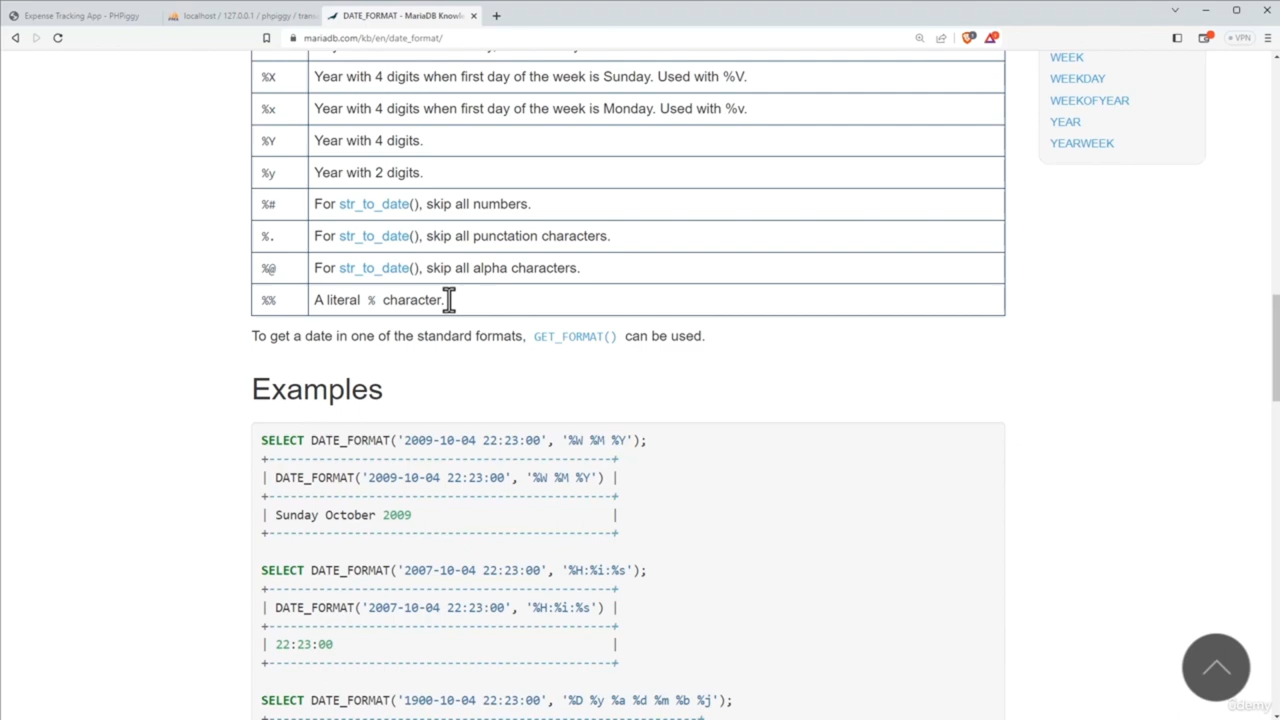 Expense Tracking App - PHPiggy
localhost / 127.0.0.1 / phpiggy / trans
DATE_FORMAT - MariaDB Knowle
mariadb.com/kb/en/date_format/
VPN
%X Year with 4 digits when first day of the week is Sunday. Used with %V.
%x Year with 4 digits when first day of the week is Monday. Used with %v.
%Y Year with 4 digits.
%y Year with 2 digits.
%# For str_to_date(), skip all numbers.
%. For str_to_date(), skip all punctation characters.
%@ For str_to_date(), skip all alpha characters.
%% A literal % character.
To get a date in one of the standard formats, GET_FORMAT() can be used.
WEEK
WEEKDAY
WEEKOFYEAR
YEAR
YEARWEEK
Examples
SELECT DATE_FORMAT('2009-10-04 22:23:00', '%W %M %Y');
+------------------------------------------------+
| DATE_FORMAT('2009-10-04 22:23:00', '%W %M %Y') |
+------------------------------------------------+
| Sunday October 2009                            |
+------------------------------------------------+
SELECT DATE_FORMAT('2007-10-04 22:23:00', '%H:%i:%s');
+------------------------------------------------+
| DATE_FORMAT('2007-10-04 22:23:00', '%H:%i:%s') |
+------------------------------------------------+
| 22:23:00                                       |
+------------------------------------------------+
SELECT DATE_FORMAT('1900-10-04 22:23:00', '%D %y %a %d %m %b %j');
+------------------------------------------------------------+
ûdemy